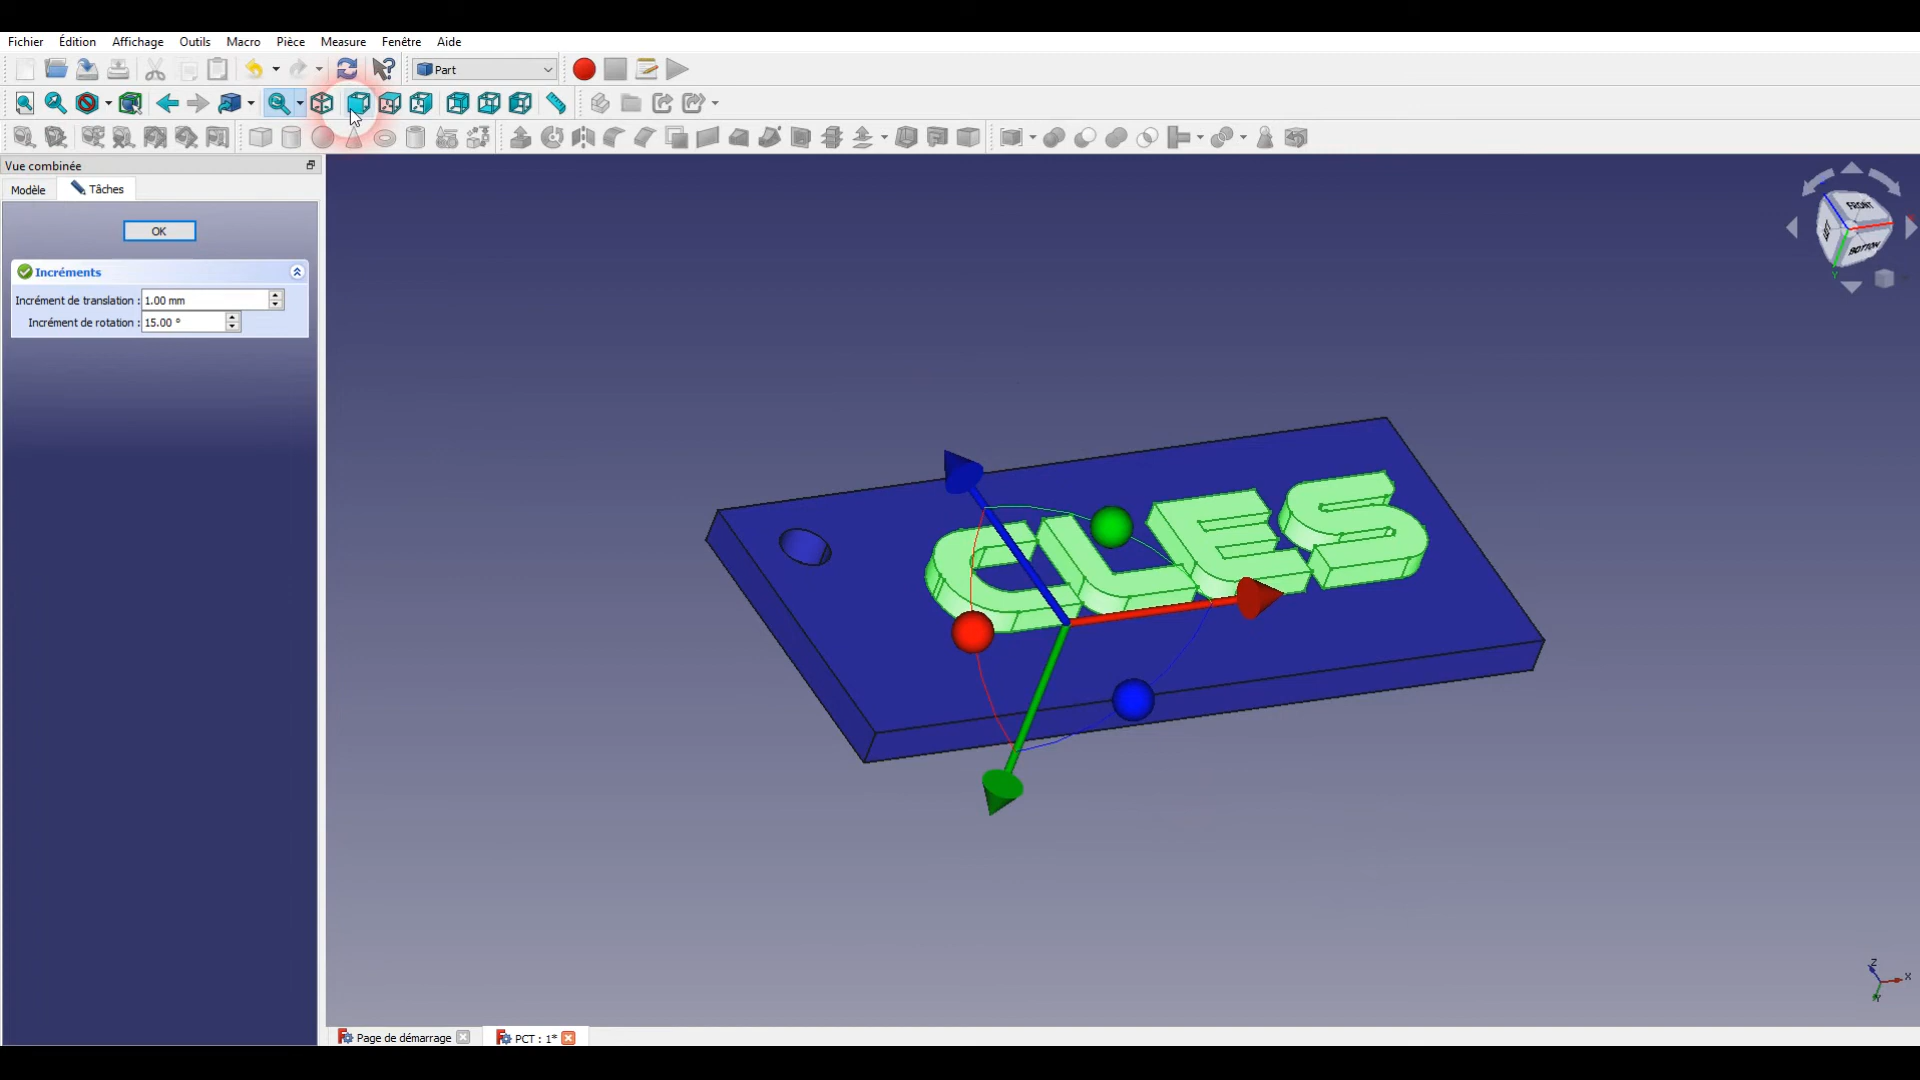 Fichier Édition Affichage Outils Macro Pièce Measure Fenêtre Aide
Part
Vue combinée
Modèle Tâches
OK
Incréments
Incrément de translation : 1.00 mm
Incrément de rotation : 15.00 °
FRONT
BOTTOM
Y
CLES
Z
X
Y
Page de démarrage
PCT : 1*